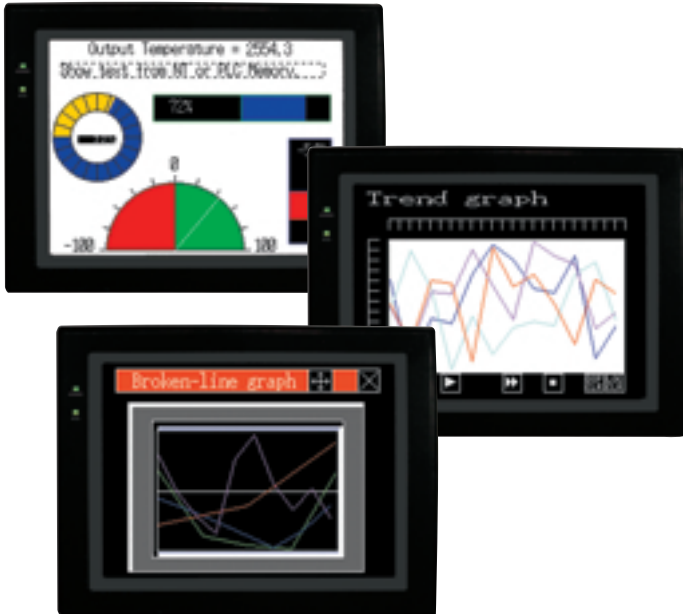 Output Temperature = 2554.3
Show text from NT or PLC Memory.
72%
0
-100
100
Trend graph
Broken-line graph